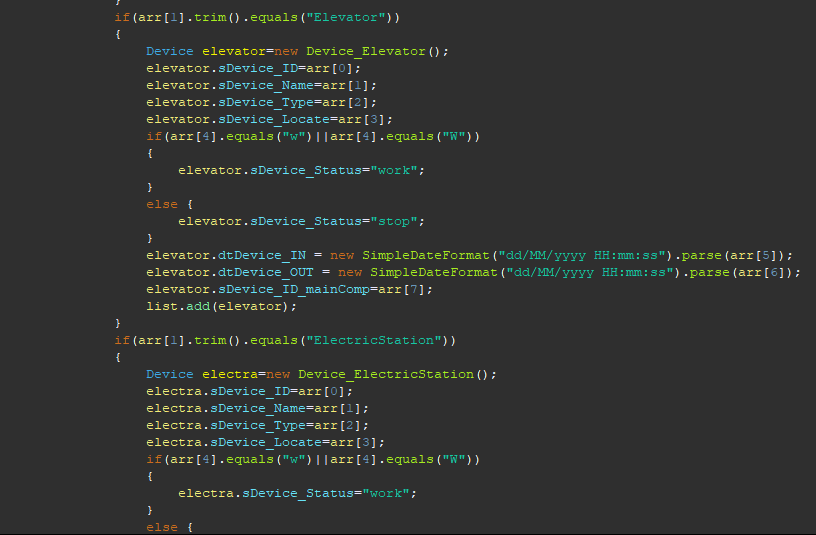 }
if(arr[1].trim().equals("Elevator"))
{
Device elevator=new Device_Elevator();
elevator.sDevice_ID=arr[0];
elevator.sDevice_Name=arr[1];
elevator.sDevice_Type=arr[2];
elevator.sDevice_Locate=arr[3];
if(arr[4].equals("w")||arr[4].equals("W"))
{
elevator.sDevice_Status="work";
}
else {
elevator.sDevice_Status="stop";
}
elevator.dtDevice_IN = new SimpleDateFormat("dd/MM/yyyy HH:mm:ss").parse(arr[5]);
elevator.dtDevice_OUT = new SimpleDateFormat("dd/MM/yyyy HH:mm:ss").parse(arr[6]);
elevator.sDevice_ID_mainComp=arr[7];
list.add(elevator);
}
if(arr[1].trim().equals("ElectricStation"))
{
Device electra=new Device_ElectricStation();
electra.sDevice_ID=arr[0];
electra.sDevice_Name=arr[1];
electra.sDevice_Type=arr[2];
electra.sDevice_Locate=arr[3];
if(arr[4].equals("w")||arr[4].equals("W"))
{
electra.sDevice_Status="work";
}
else {